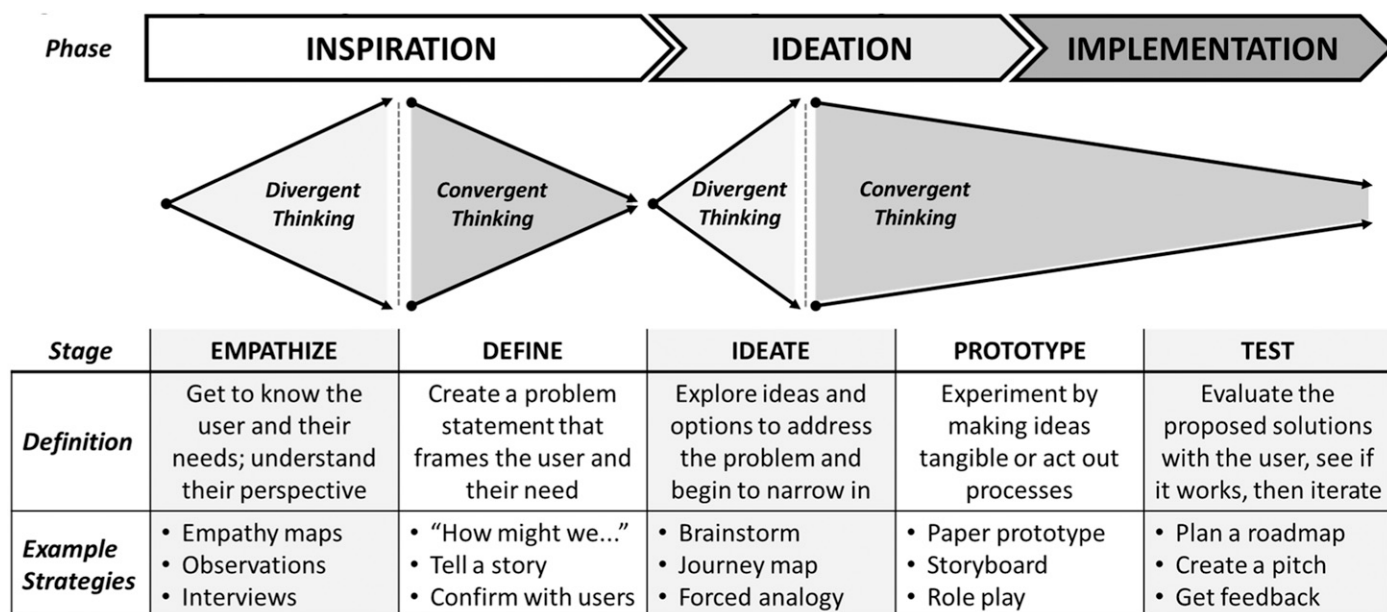 Phase
INSPIRATION
IDEATION
IMPLEMENTATION
Divergent
Thinking
Convergent
Thinking
Divergent
Thinking
Convergent
Thinking
Stage
EMPATHIZE
DEFINE
IDEATE
PROTOTYPE
TEST
Definition
Get to know the
user and their
needs; understand
their perspective
Create a problem
statement that
frames the user and
their need
Explore ideas and
options to address
the problem and
begin to narrow in
Experiment by
making ideas
tangible or act out
processes
Evaluate the
proposed solutions
with the user, see if
it works, then iterate
Example
Strategies
• Empathy maps
• Observations
• Interviews
• “How might we...”
• Tell a story
• Confirm with users
• Brainstorm
• Journey map
• Forced analogy
• Paper prototype
• Storyboard
• Role play
• Plan a roadmap
• Create a pitch
• Get feedback